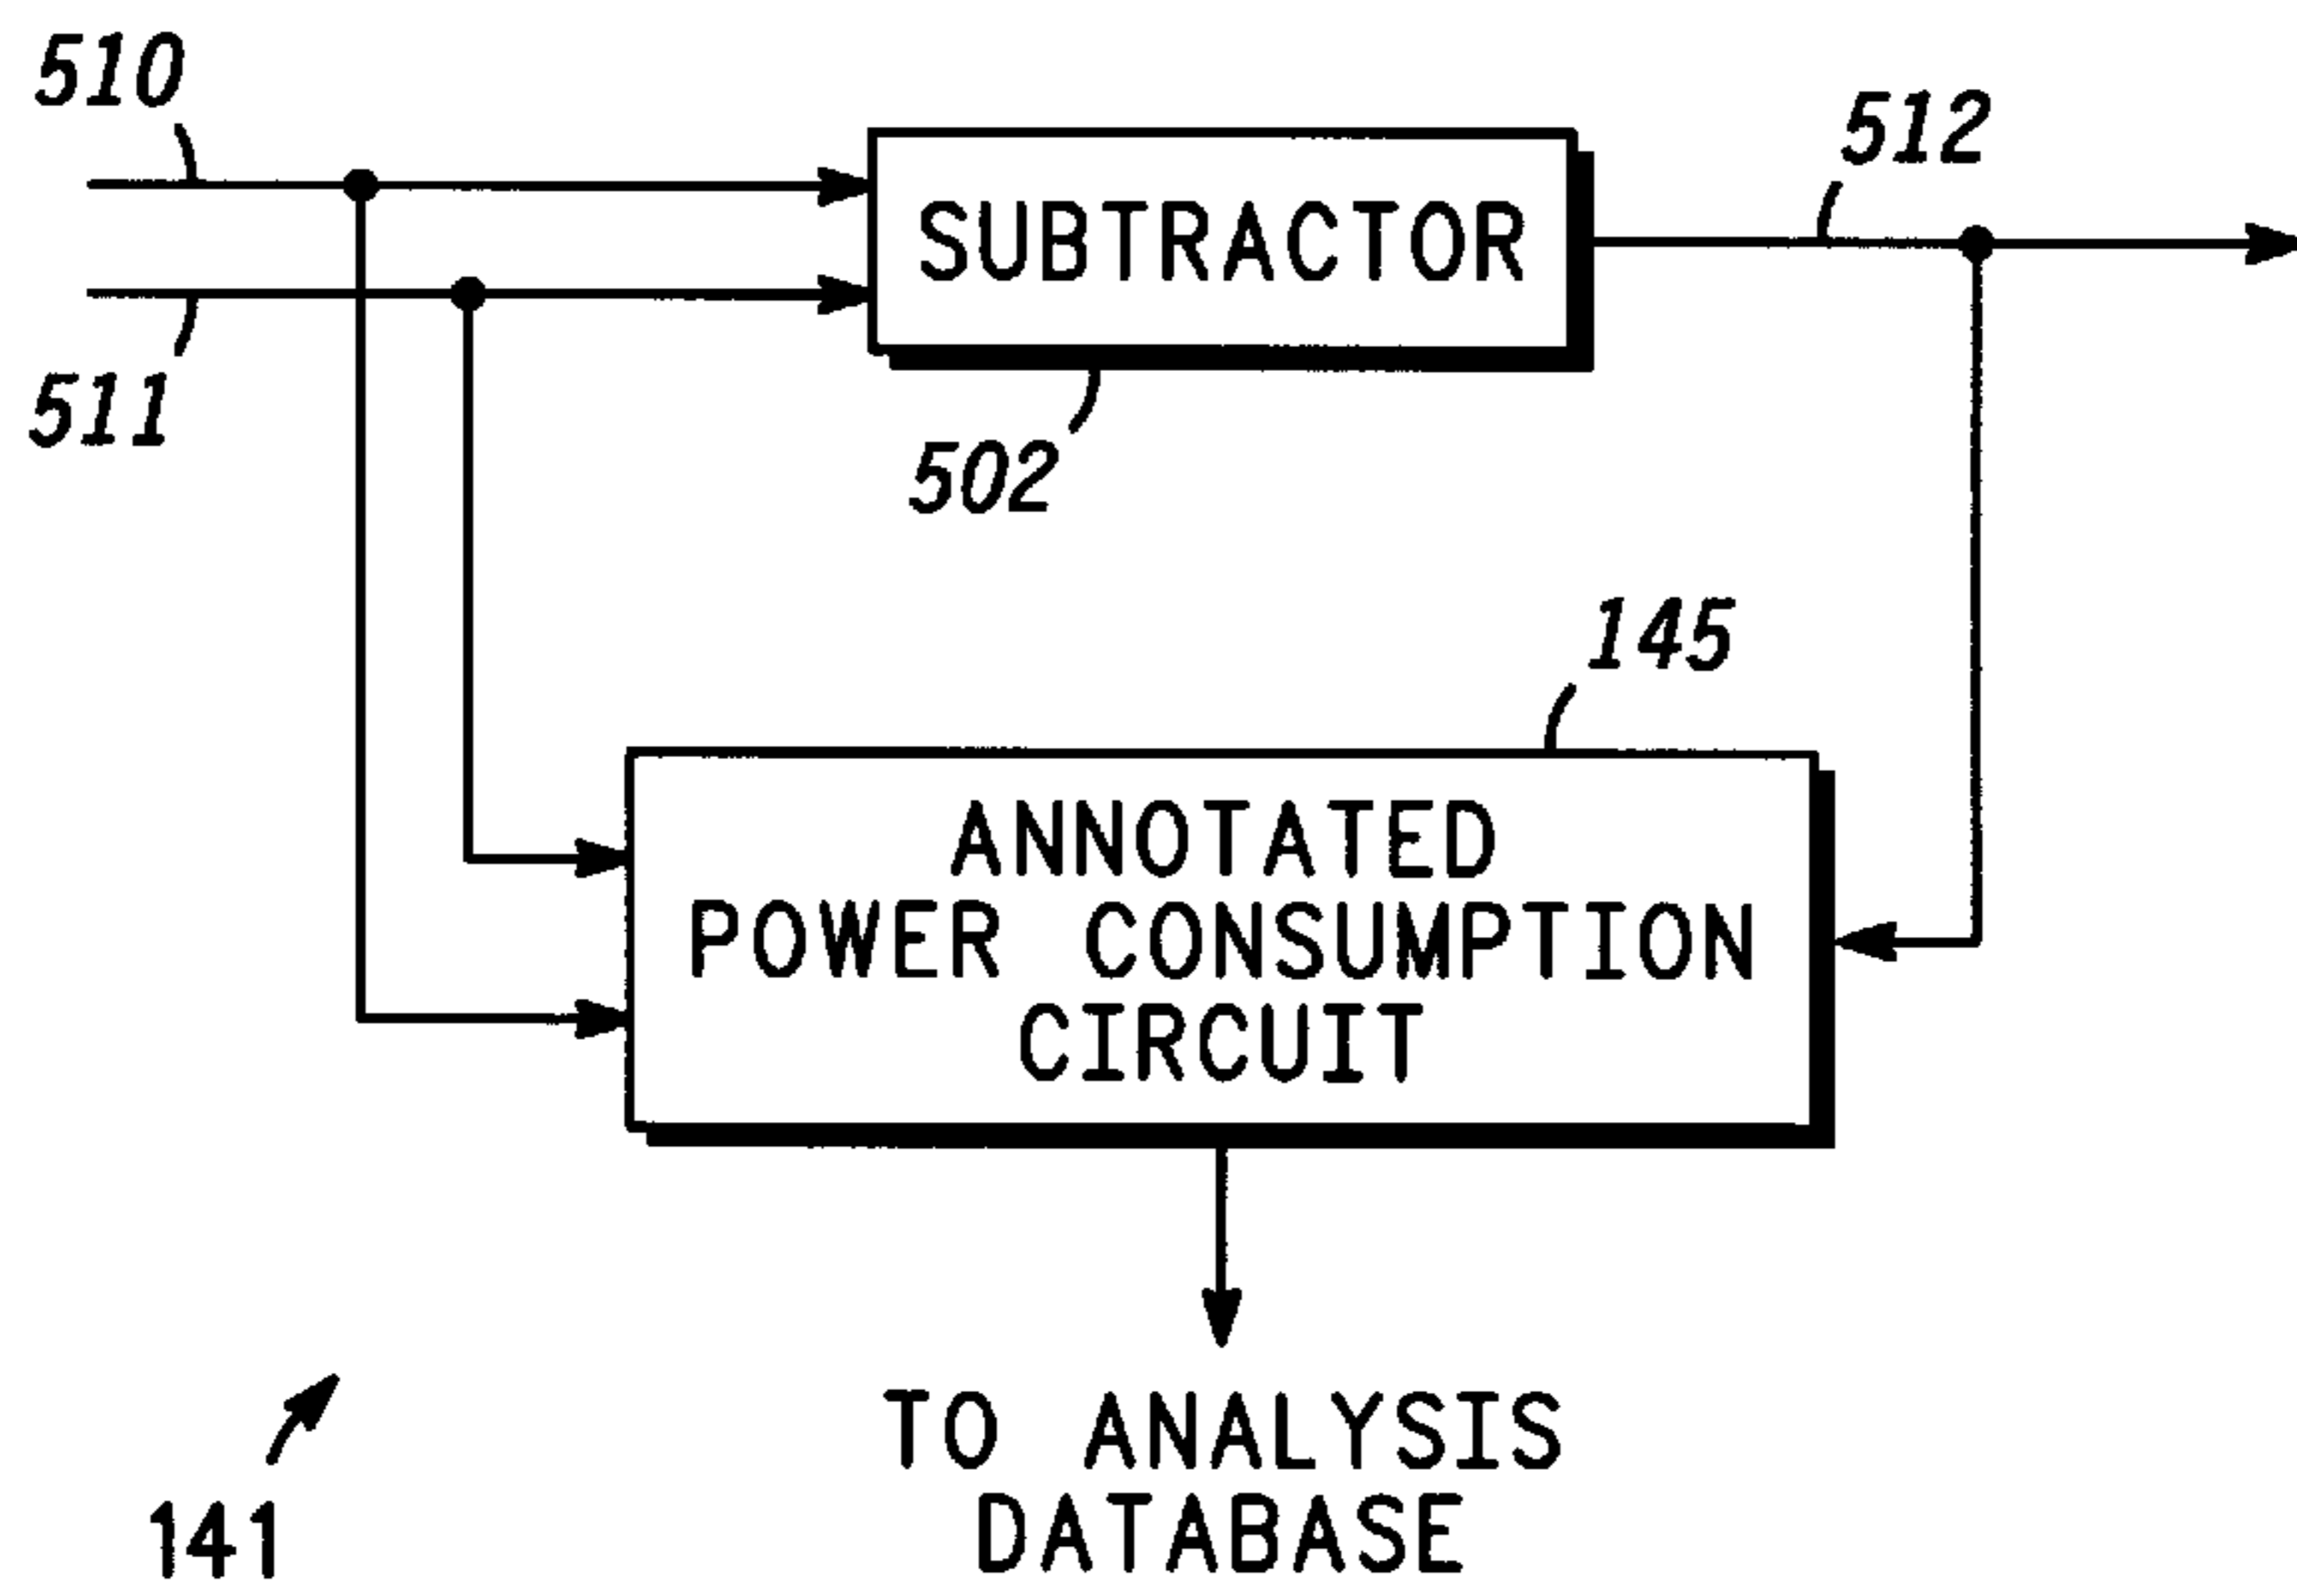 510
512
SUBTRACTOR
511
502
145
ANNOTATED
POWER CONSUMPTION
CIRCUIT
TO ANALYSIS
DATABASE
141